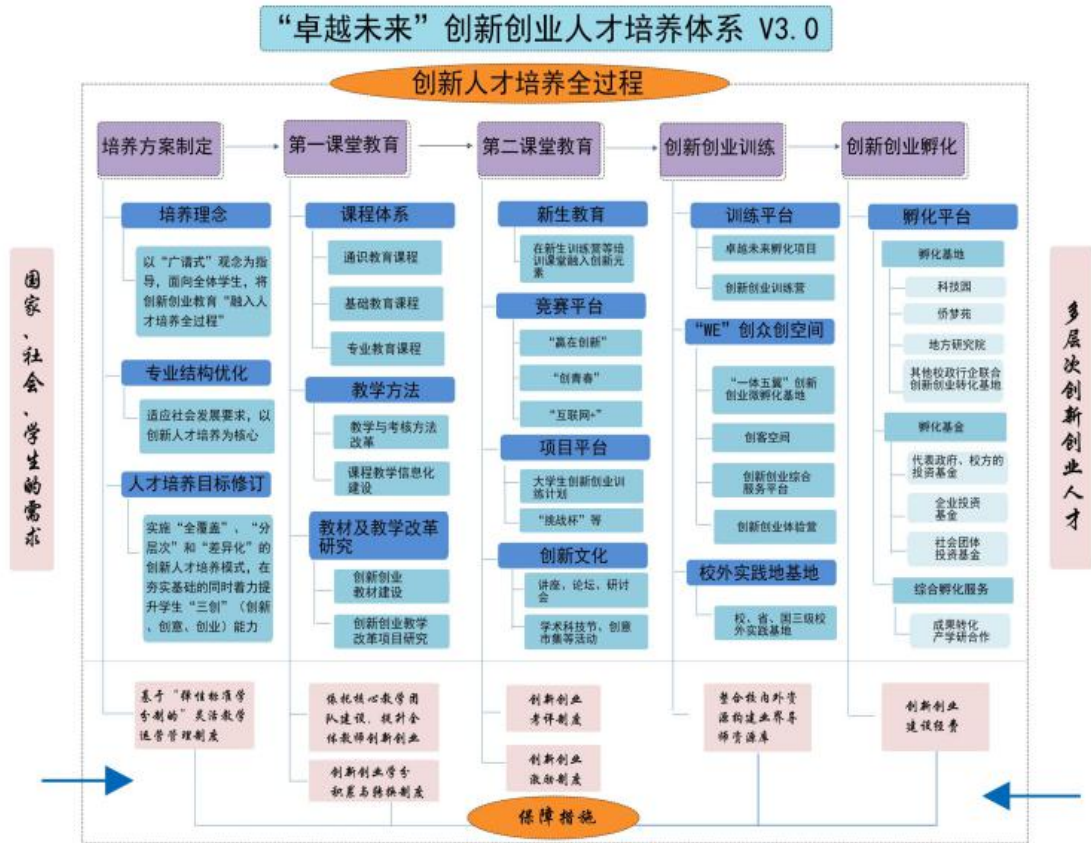 “卓越未来”创新创业人才培养体系 V3.0
创新人才培养全过程
国家、社会、学生的需求
培养方案制定
培养理念
以“广谱式”观念为指
导，面向全体学生，将
创新创业教育“融入人
才培养全过程”
专业结构优化
适应社会发展要求，以
创新人才培养为核心
人才培养目标修订
实施“全覆盖”、“分
层次”和“差异化”的
创新人才培养模式，在
夯实基础的同时着力提
升学生“三创”（创新
、创意、创业）能力
基于“弹性标准学
分制的”灵活教学
运营管理制度
第一课堂教育
课程体系
通识教育课程
基础教育课程
专业教育课程
教学方法
教学与考核方法
改革
课程教学信息化
建设
教材及教学改革
研究
创新创业
教材建设
创新创业教学
改革项目研究
依托核心教学团
队建设，提升全
体教师创新创业
创新创业学分
积累与转换制度
第二课堂教育
新生教育
在新生训练营等培
训课堂融入创新元
素
竞赛平台
“赢在创新”
“创青春”
“互联网+”
项目平台
大学生创新创业训
练计划
“挑战杯”等
创新文化
讲座，论坛、研讨
会
学术科技节、创意
市集等活动
创新创业
考评制度
创新创业
激励制度
创新创业训练
训练平台
卓越未来孵化项目
创新创业训练营
“WE”创众创空间
“一体五翼”创新
创业微孵化基地
创客空间
创新创业综合
服务平台
创新创业体验营
校外实践地基地
校、省、国三级校
外实践基地
整合校内外资
源构建业界导
师资源库
创新创业孵化
孵化平台
孵化基地
科技园
侨梦苑
地方研究院
其他校政行企联合
创新创业转化基地
孵化基金
代表政府、校方的
投资基金
企业投资
基金
社会团体
投资基金
综合孵化服务
成果转化
产学研合作
创新创业
建设经费
保障措施
多层次创新创业人才